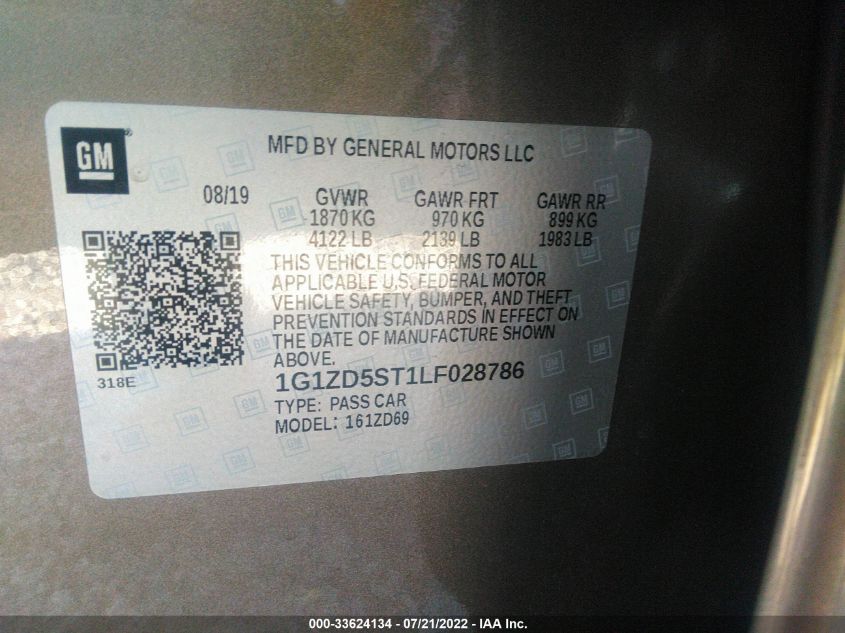 GM
MFD BY GENERAL MOTORS LLC
08/19 GVWR GAWR FRT GAWR RR
1870 KG 970 KG 899 KG
4122 LB 2139 LB 1983 LB
THIS VEHICLE CONFORMS TO ALL
APPLICABLE U.S. FEDERAL MOTOR
VEHICLE SAFETY, BUMPER, AND THEFT
PREVENTION STANDARDS IN EFFECT ON
THE DATE OF MANUFACTURE SHOWN
ABOVE.
318E
1G1ZD5ST1LF028786
TYPE: PASS CAR
MODEL: 161ZD69
000-33624134 - 07/21/2022 - IAA Inc.